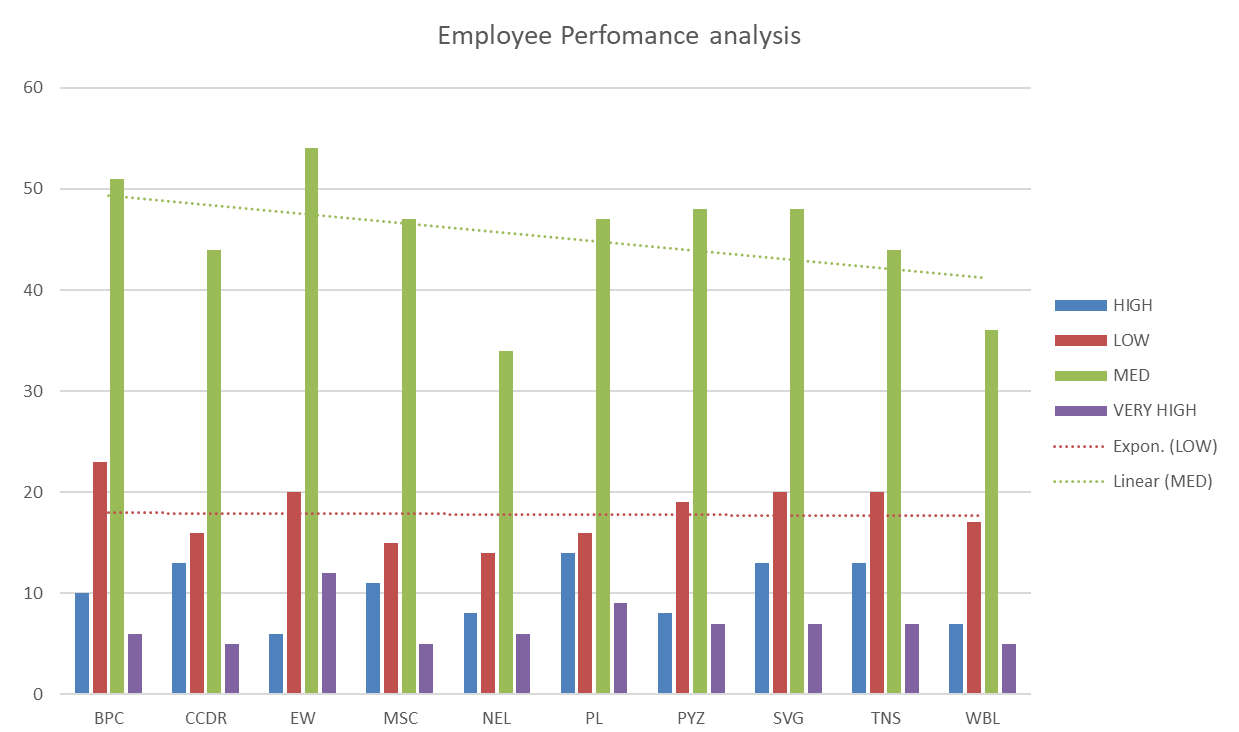 Employee Perfomance analysis
60
50
40
30
20
10
0
BPC CCDR EW MSC NEL PL PYZ SVG TNS WBL
HIGH
LOW
MED
VERY HIGH
Expon. (LOW)
Linear (MED)